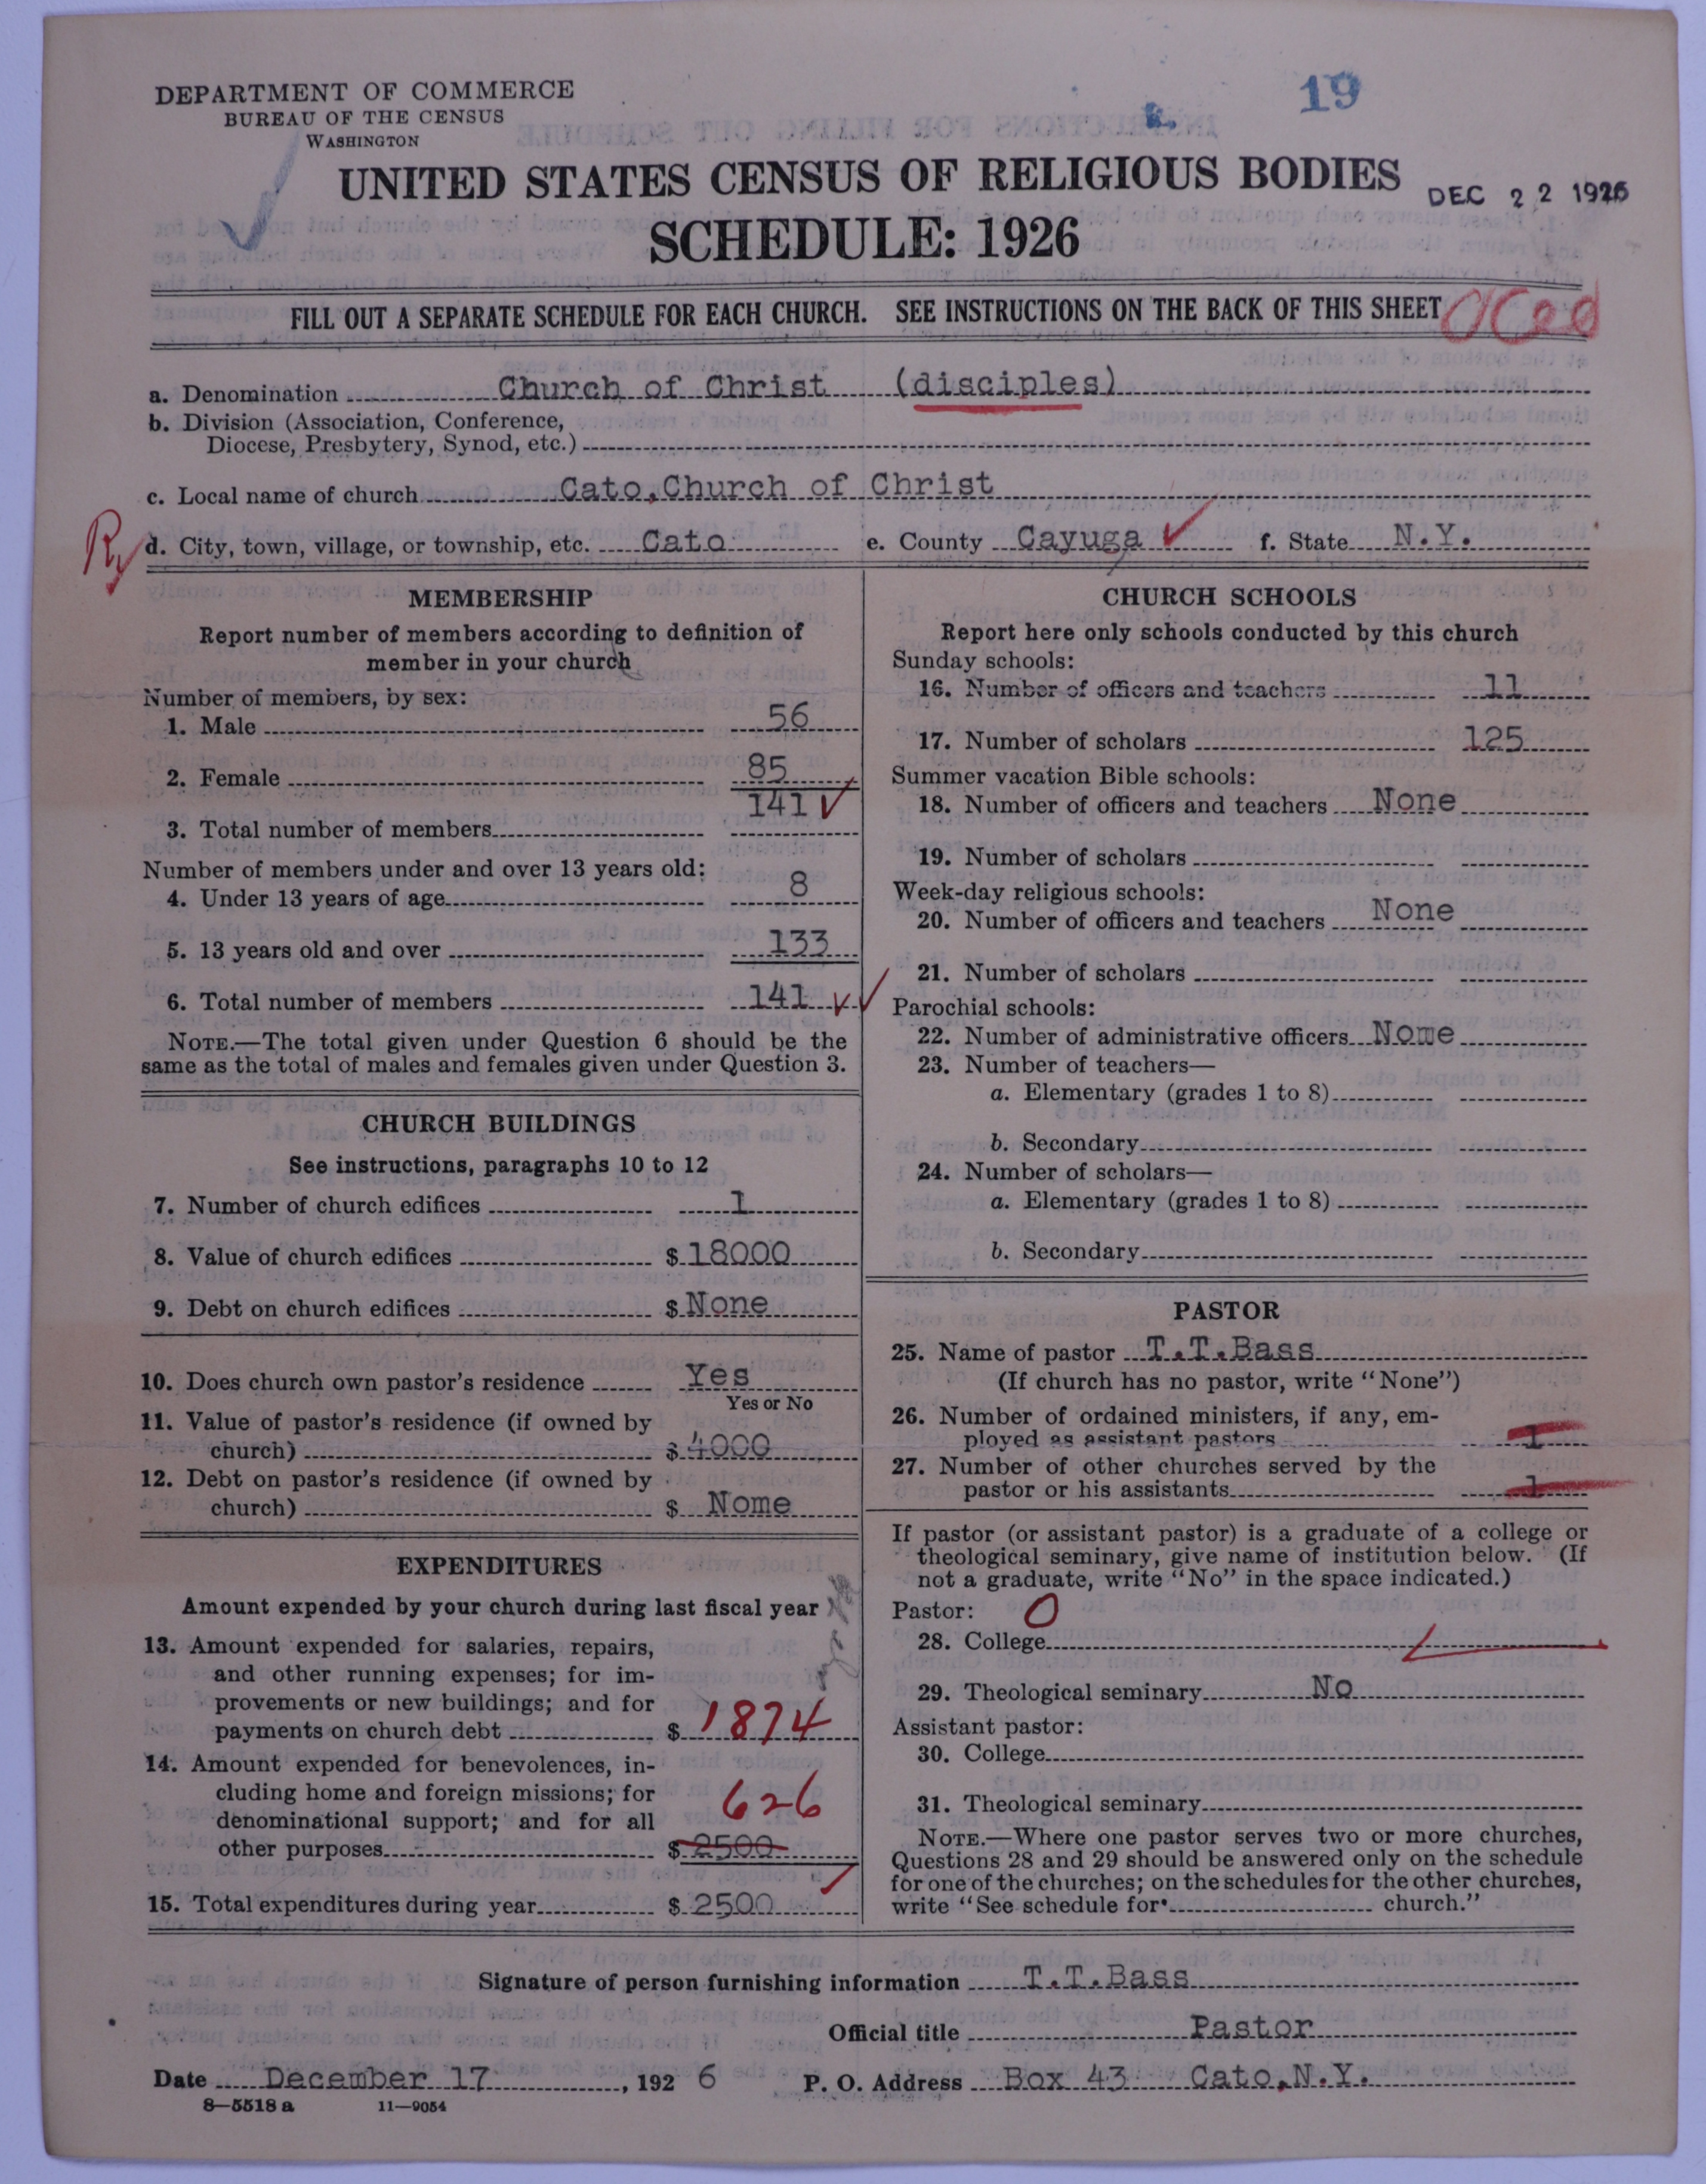 19
DEPARTMENT OF COMMERCE
BUREAU OF THE CENSUS
WASHINGTON
UNITED STATES CENSUS OF RELIGIOUS BODIES
DEC 22 1926
SCHEDULE: 1926
FILL OUT A SEPARATE SCHEDULE FOR EACH CHURCH. SEE INSTRUCTIONS ON THE BACK OF THIS SHEET
a. Denomination Church of Christ (disciples)
b. Division (Association, Conference,
Diocese, Presbytery, Synod, etc.)
c. Local name of church Cato, Church of Christ
d. City, town, village, or township, etc. Cato e. County Cayuga f. State N.Y.
MEMBERSHIP
Report number of members according to definition of
member in your church
Number of members, by sex:
1. Male 56
2. Female 85
141
3. Total number of members
Number of members under and over 13 years old:
4. Under 13 years of age 8
5. 13 years old and over 133
6. Total number of members 141
NOTE.—The total given under Question 6 should be the
same as the total of males and females given under Question 3.
CHURCH BUILDINGS
See instructions, paragraphs 10 to 12
7. Number of church edifices 1
8. Value of church edifices $ 18000
9. Debt on church edifices $ None
10. Does church own pastor's residence Yes
Yes or No
11. Value of pastor's residence (if owned by
church) $ 4000
12. Debt on pastor's residence (if owned by
church) $ Nome
EXPENDITURES
Amount expended by your church during last fiscal year
13. Amount expended for salaries, repairs,
and other running expenses; for im-
provements or new buildings; and for
payments on church debt $ 1874
14. Amount expended for benevolences, in-
cluding home and foreign missions; for
denominational support; and for all 626
other purposes $ 2500
15. Total expenditures during year $ 2500
CHURCH SCHOOLS
Report here only schools conducted by this church
Sunday schools:
16. Number of officers and teachers 11
17. Number of scholars 125
Summer vacation Bible schools:
18. Number of officers and teachers None
19. Number of scholars
Week-day religious schools:
20. Number of officers and teachers None
21. Number of scholars
Parochial schools:
22. Number of administrative officers Nome
23. Number of teachers—
a. Elementary (grades 1 to 8)
b. Secondary
24. Number of scholars—
a. Elementary (grades 1 to 8)
b. Secondary
PASTOR
25. Name of pastor T.T.Bass
(If church has no pastor, write "None")
26. Number of ordained ministers, if any, em-
ployed as assistant pastors 1
27. Number of other churches served by the
pastor or his assistants 1
If pastor (or assistant pastor) is a graduate of a college or
theological seminary, give name of institution below. (If
not a graduate, write "No" in the space indicated.)
Pastor: O
28. College
29. Theological seminary No
Assistant pastor:
30. College
31. Theological seminary
NOTE.—Where one pastor serves two or more churches,
Questions 28 and 29 should be answered only on the schedule
for one of the churches; on the schedules for the other churches,
write "See schedule for church."
Signature of person furnishing information T.T.Bass
Official title Pastor
Date December 17, 1926 P. O. Address Box 43 Cato, N.Y.
8—5518 a 11—9054